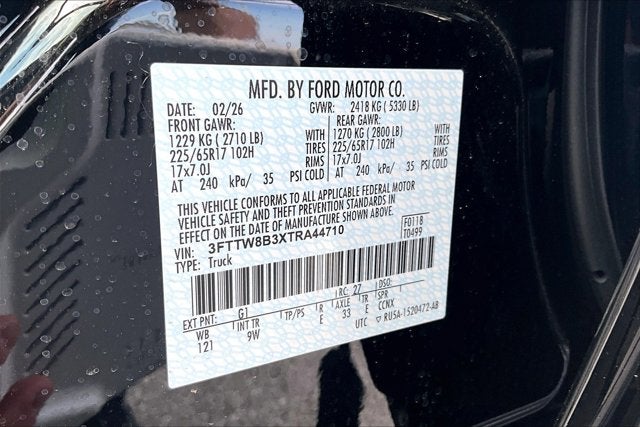 MFD. BY FORD MOTOR CO.
DATE: 02/26 GVWR: 2418 KG ( 5330 LB)
FRONT GAWR: REAR GAWR:
1229 KG ( 2710 LB) WITH 1270 KG ( 2800 LB) WITH
225/65R17 102H TIRES 225/65R17 102H TIRES
17x7.0J RIMS 17x7.0J RIMS
AT 240 kPa/ 35 PSI COLD AT 240 kPa/ 35 PSI COLD
THIS VEHICLE CONFORMS TO ALL APPLICABLE FEDERAL MOTOR
VEHICLE SAFETY AND THEFT PREVENTION STANDARDS IN
EFFECT ON THE DATE OF MANUFACTURE SHOWN ABOVE. F0118
VIN: 3FTTW8B3XTRA44710 T0499
TYPE: Truck
RC: 27 DSO:
EXT PNT: G1 TP/PS R E AXLE TR E SPR
WB INT TR 33 CCNX
121 9W UTC ▽ RU5A-1520472-AB